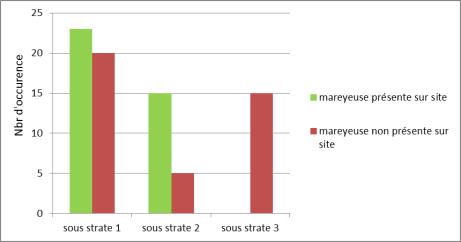 Nbr d'occurence
25
20
15
10
5
0
sous strate 1
sous strate 2
sous strate 3
mareyeuse présente sur site
mareyeuse non présente sur
site